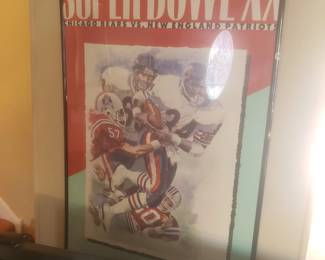 SUPER BOWL XX
CHICAGO BEARS VS. NEW ENGLAND PATRIOTS
57